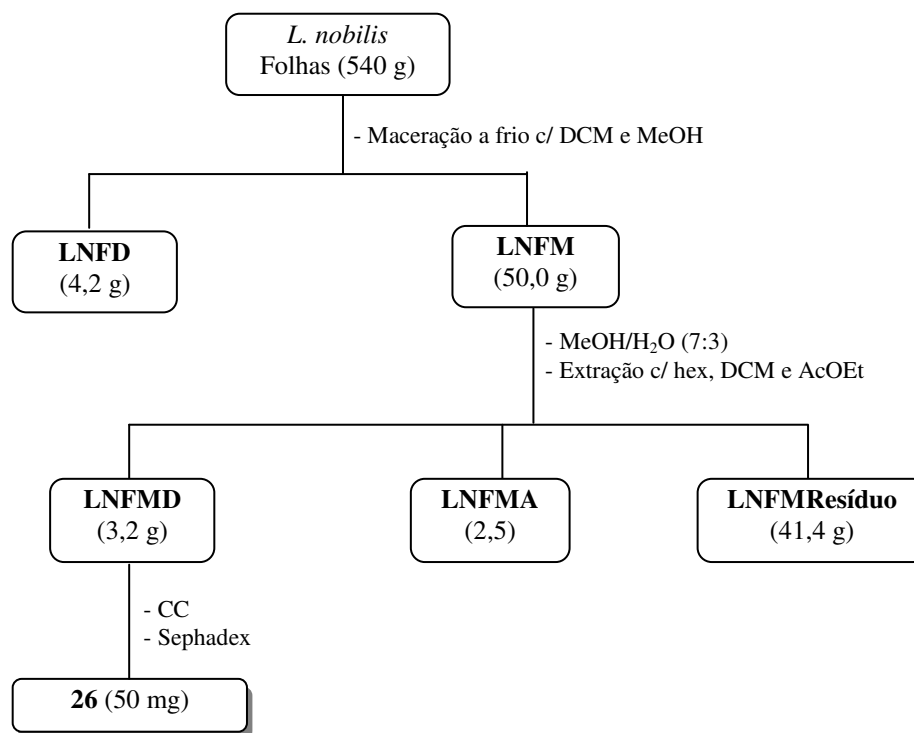 L. nobilis
Folhas (540 g)
- Maceração a frio c/ DCM e MeOH
LNFD
(4,2 g)
LNFM
(50,0 g)
- MeOH/H₂O (7:3)
- Extração c/ hex, DCM e AcOEt
LNFMD
(3,2 g)
LNFMA
(2,5)
LNFMResíduo
(41,4 g)
- CC
- Sephadex
26 (50 mg)